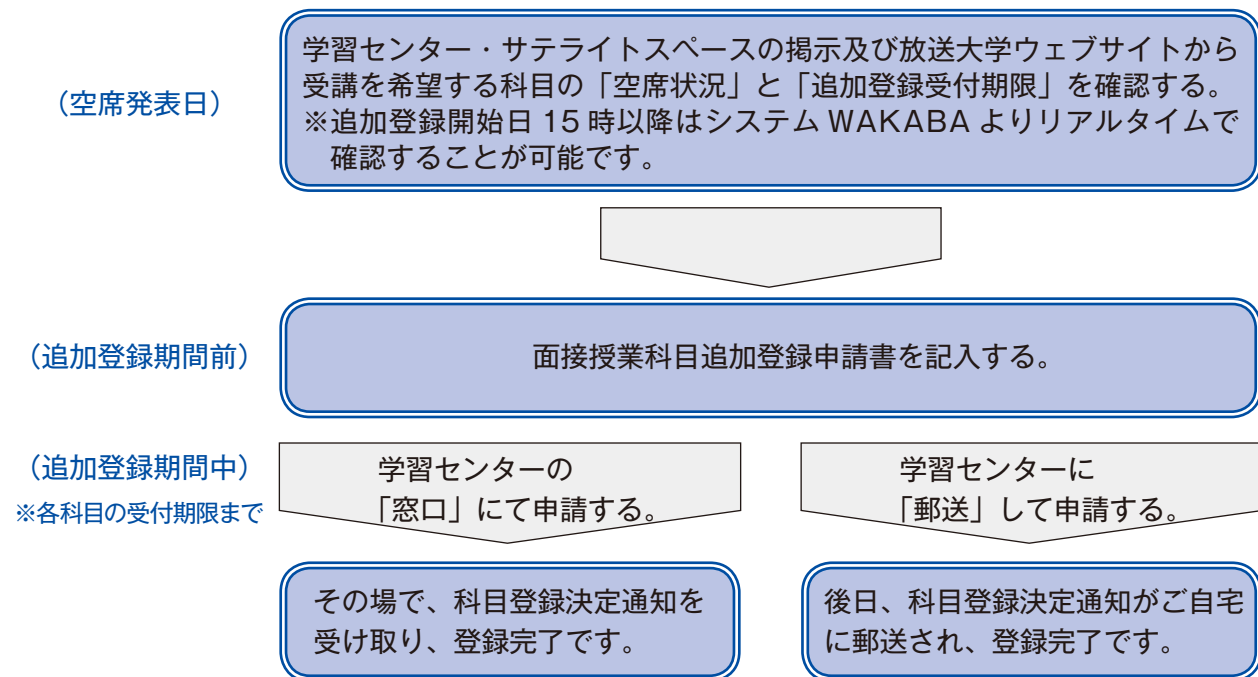 （空席発表日）
学習センター・サテライトスペースの掲示及び放送大学ウェブサイトから
受講を希望する科目の「空席状況」と「追加登録受付期限」を確認する。
※追加登録開始日 15 時以降はシステム WAKABA よりリアルタイムで
確認することが可能です。
（追加登録期間前）
面接授業科目追加登録申請書を記入する。
（追加登録期間中）
※各科目の受付期限まで
学習センターの
「窓口」にて申請する。
学習センターに
「郵送」して申請する。
その場で、科目登録決定通知を
受け取り、登録完了です。
後日、科目登録決定通知がご自宅
に郵送され、登録完了です。